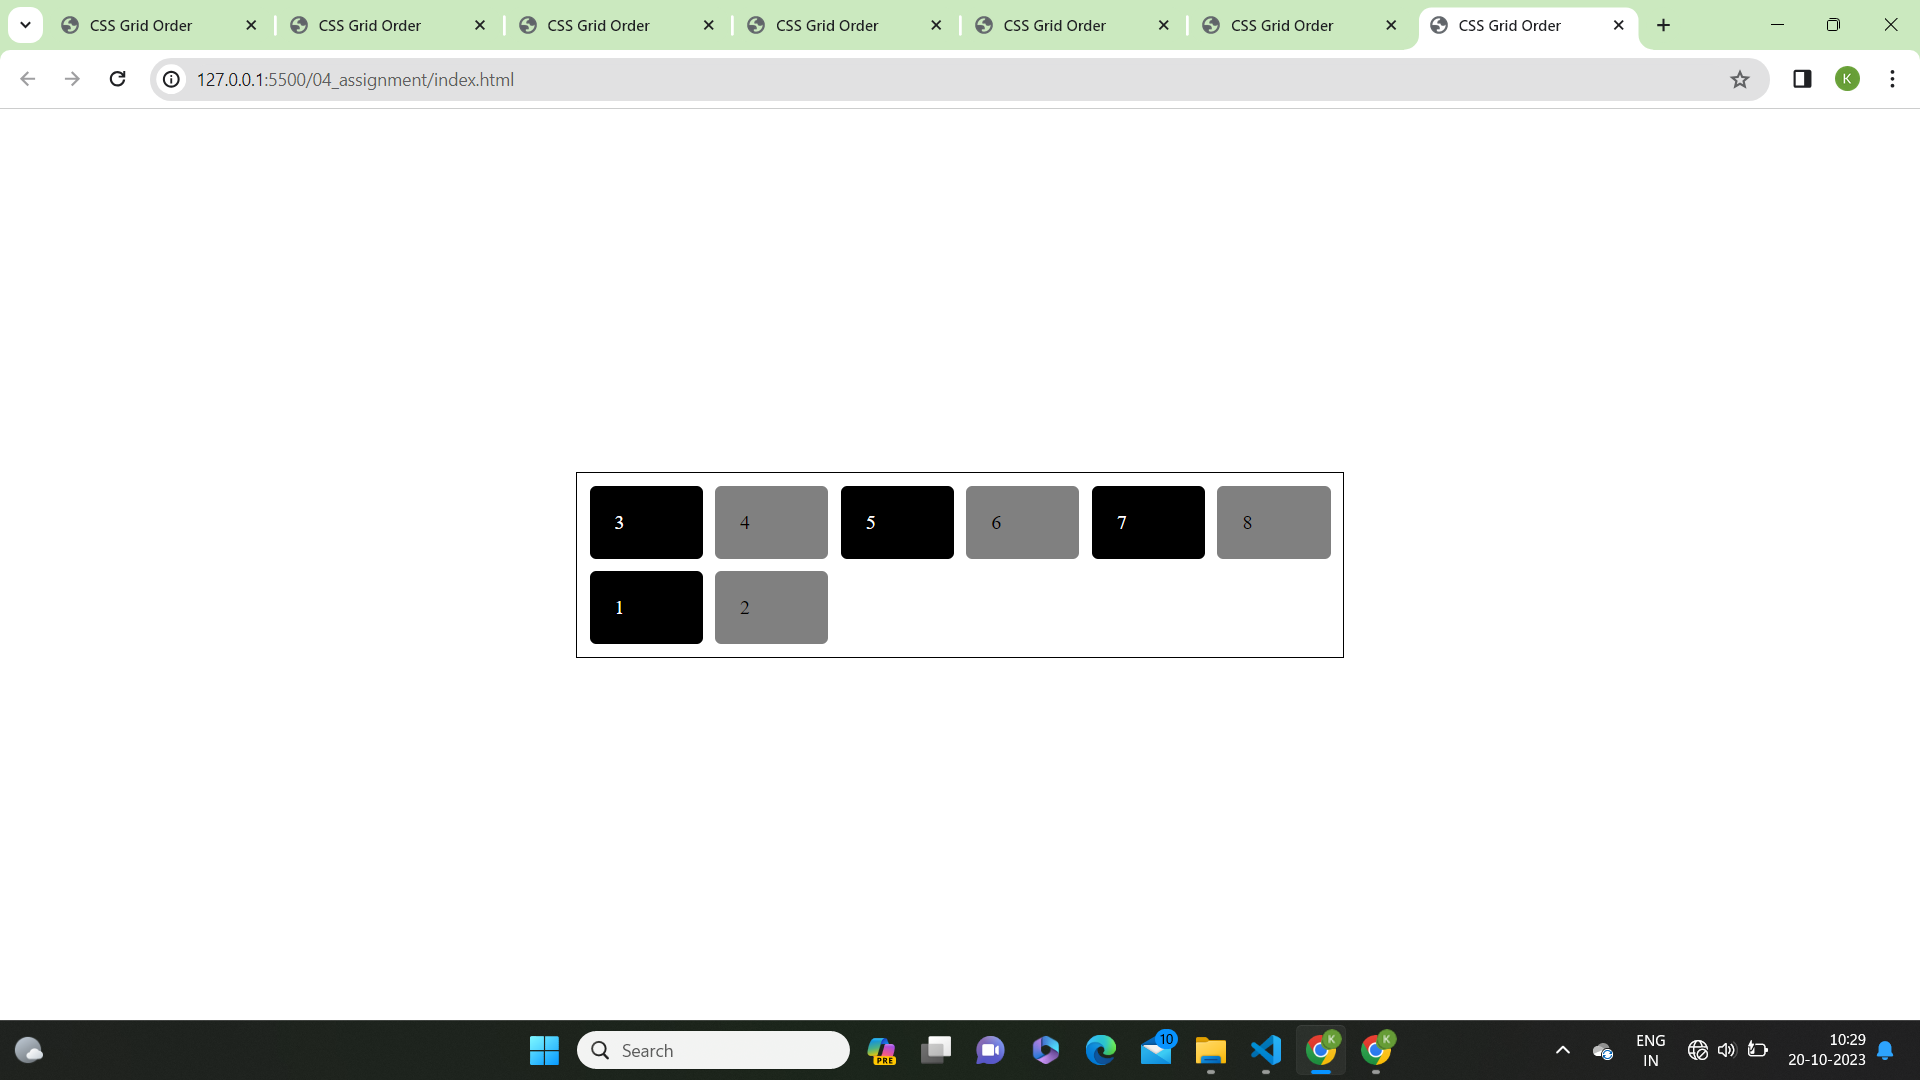 CSS Grid Order CSS Grid Order CSS Grid Order CSS Grid Order CSS Grid Order CSS Grid Order CSS Grid Order
127.0.0.1:5500/04_assignment/index.html
K
3 4 5 6 7 8
1 2
Search
PRE
10
K
K
ENG
IN
10:29
20-10-2023